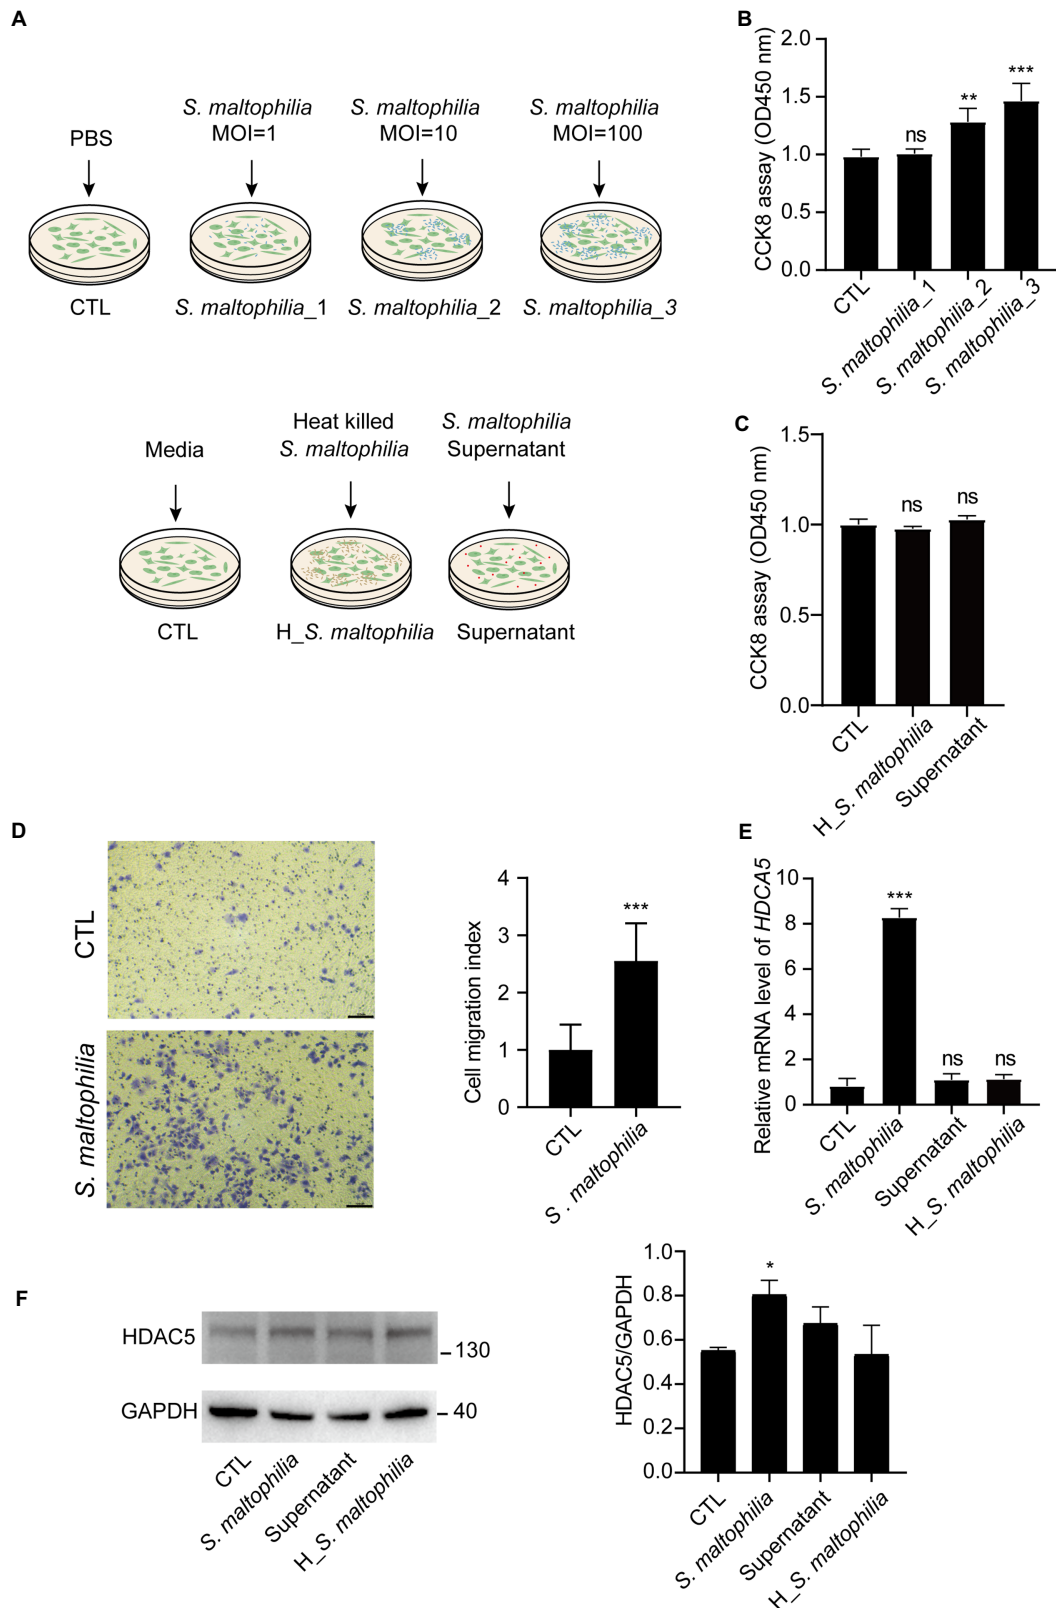 A
PBS
S. maltophilia
MOI=1
S. maltophilia
MOI=10
S. maltophilia
MOI=100
CTL
S. maltophilia_1
S. maltophilia_2
S. maltophilia_3
Media
Heat killed
S. maltophilia
S. maltophilia
Supernatant
CTL
H_S. maltophilia
Supernatant
B
CCK8 assay (OD450 nm)
2.0
1.5
1.0
0.5
0.0
ns
**
***
CTL
S. maltophilia_1
S. maltophilia_2
S. maltophilia_3
C
CCK8 assay (OD450 nm)
1.5
1.0
0.5
0.0
ns
ns
CTL
H_S. maltophilia
Supernatant
D
CTL
S. maltophilia
Cell migration index
4
3
2
1
0
***
CTL
S . maltophilia
E
Relative mRNA level of HDCA5
10
8
6
4
2
0
***
ns
ns
CTL
S. maltophilia
Supernatant
H_S. maltophilia
F
HDAC5
130
GAPDH
40
CTL
S. maltophilia
Supernatant
H_S. maltophilia
HDAC5/GAPDH
1.0
0.8
0.6
0.4
0.2
0.0
*
CTL
S. maltophilia
Supernatant
H_S. maltophilia